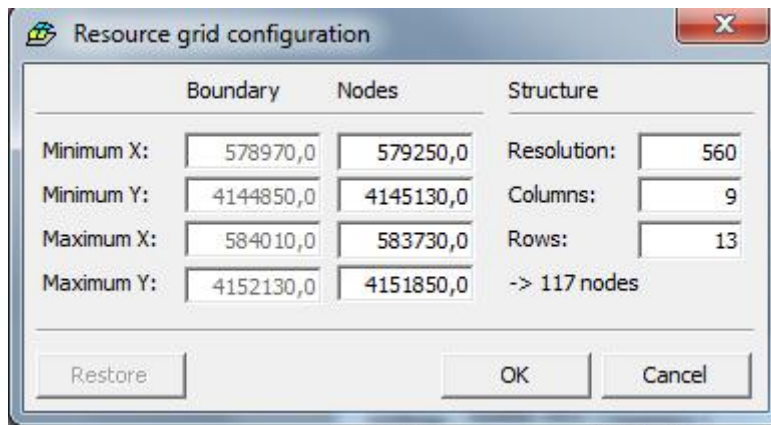 Resource grid configuration
Boundary Nodes Structure
Minimum X: 578970,0 579250,0 Resolution: 560
Minimum Y: 4144850,0 4145130,0 Columns: 9
Maximum X: 584010,0 583730,0 Rows: 13
Maximum Y: 4152130,0 4151850,0 -> 117 nodes
Restore OK Cancel